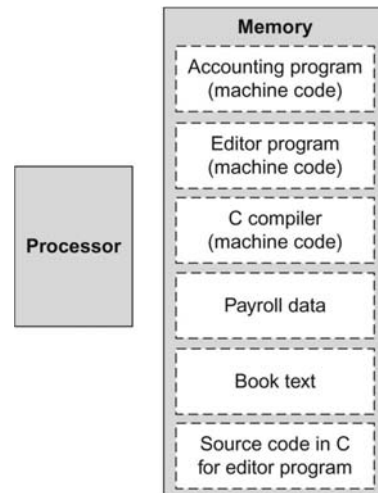 Processor
Memory
Accounting program
(machine code)
Editor program
(machine code)
C compiler
(machine code)
Payroll data
Book text
Source code in C
for editor program